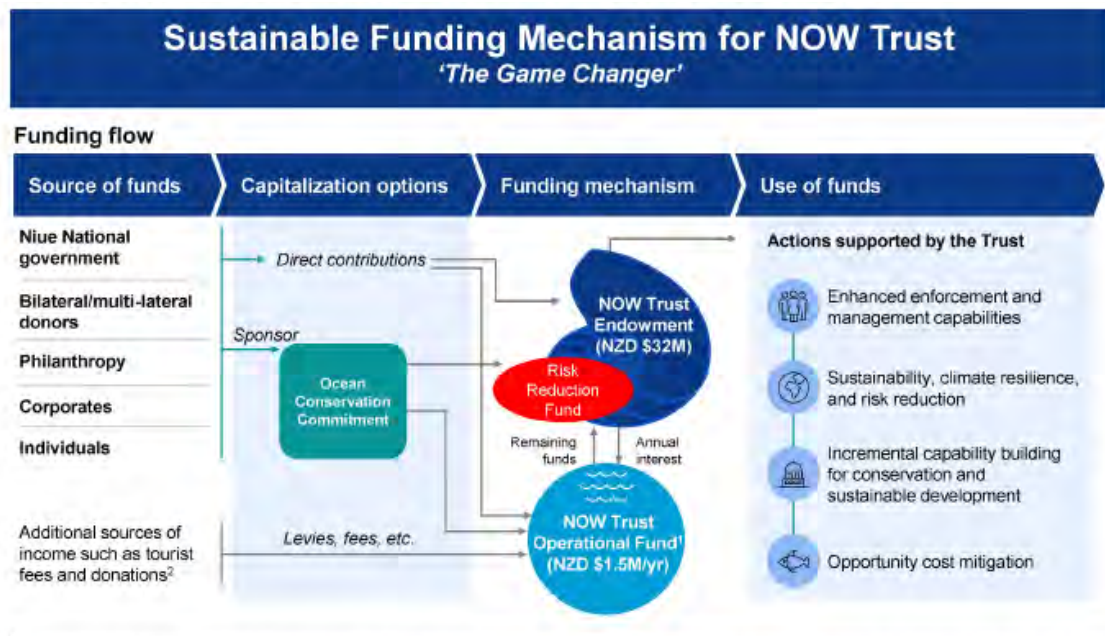 Sustainable Funding Mechanism for NOW Trust
'The Game Changer'
Funding flow
Source of funds
Capitalization options
Funding mechanism
Use of funds
Niue National
government
Bilateral/multi-lateral
donors
Philanthropy
Corporates
Individuals
Additional sources of
income such as tourist
fees and donations²
Direct contributions
Sponsor
Ocean
Conservation
Commitment
Levies, fees, etc.
NOW Trust
Endowment
(NZD $32M)
Risk
Reduction
Fund
Remaining
funds
Annual
interest
NOW Trust
Operational Fund¹
(NZD $1.5M/yr)
Actions supported by the Trust
Enhanced enforcement and
management capabilities
Sustainability, climate resilience,
and risk reduction
Incremental capability building
for conservation and
sustainable development
Opportunity cost mitigation